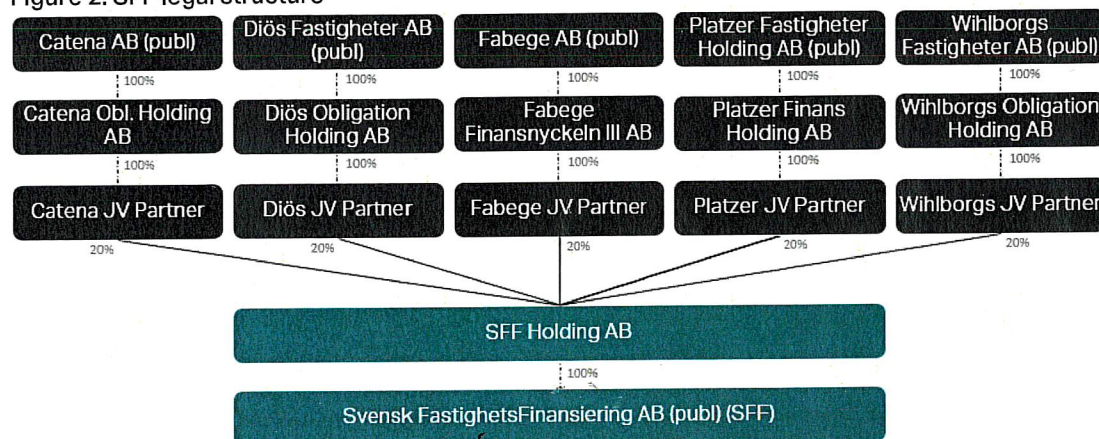 Figure 2. SFF legal structure
Catena AB (publ)
Diös Fastigheter AB
(publ)
Fabege AB (publ)
Platzer Fastigheter
Holding AB (publ)
Wihlborgs
Fastigheter AB (publ)
100%
100%
100%
100%
100%
Catena Obl. Holding
AB
Diös Obligation
Holding AB
Fabege
Finansnyckeln III AB
Platzer Finans
Holding AB
Wihlborgs Obligation
Holding AB
100%
100%
100%
100%
100%
Catena JV Partner
Diös JV Partner
Fabege JV Partner
Platzer JV Partner
Wihlborgs JV Partner
20%
20%
20%
20%
20%
SFF Holding AB
100%
Svensk FastighetsFinansiering AB (publ) (SFF)